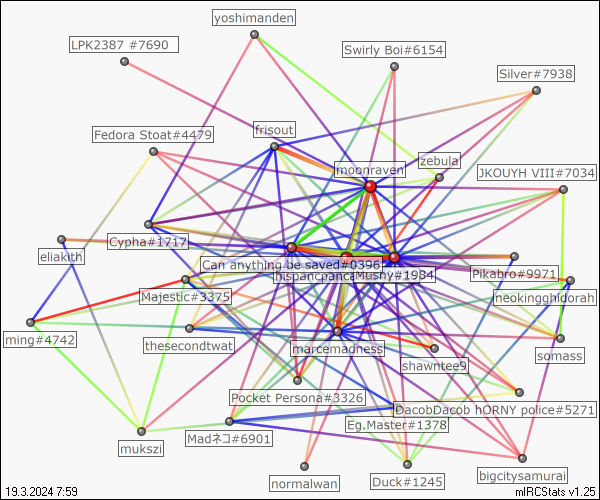 yoshimanden
LPK2387 #7690
Swirly Boi#6154
Silver#7938
Fedora Stoat#4479
frisout
zebula
moonraven
JKOUYH VIII#7034
Cypha#1717
eliakith
Can anything be saved#0396
hispancpanca
Mushy#1984
Pikabro#9971
Majestic#3375
neokingghidorah
ming#4742
thesecondtwat
marcemadness
somass
shawntee9
Pocket Persona#3326
DacobDacob hORNY police#5271
Eg.Master#1378
Madネコ#6901
mukszi
normalwan
Duck#1245
bigcitysamurai
19.3.2024 7:59
mIRCStats v1.25